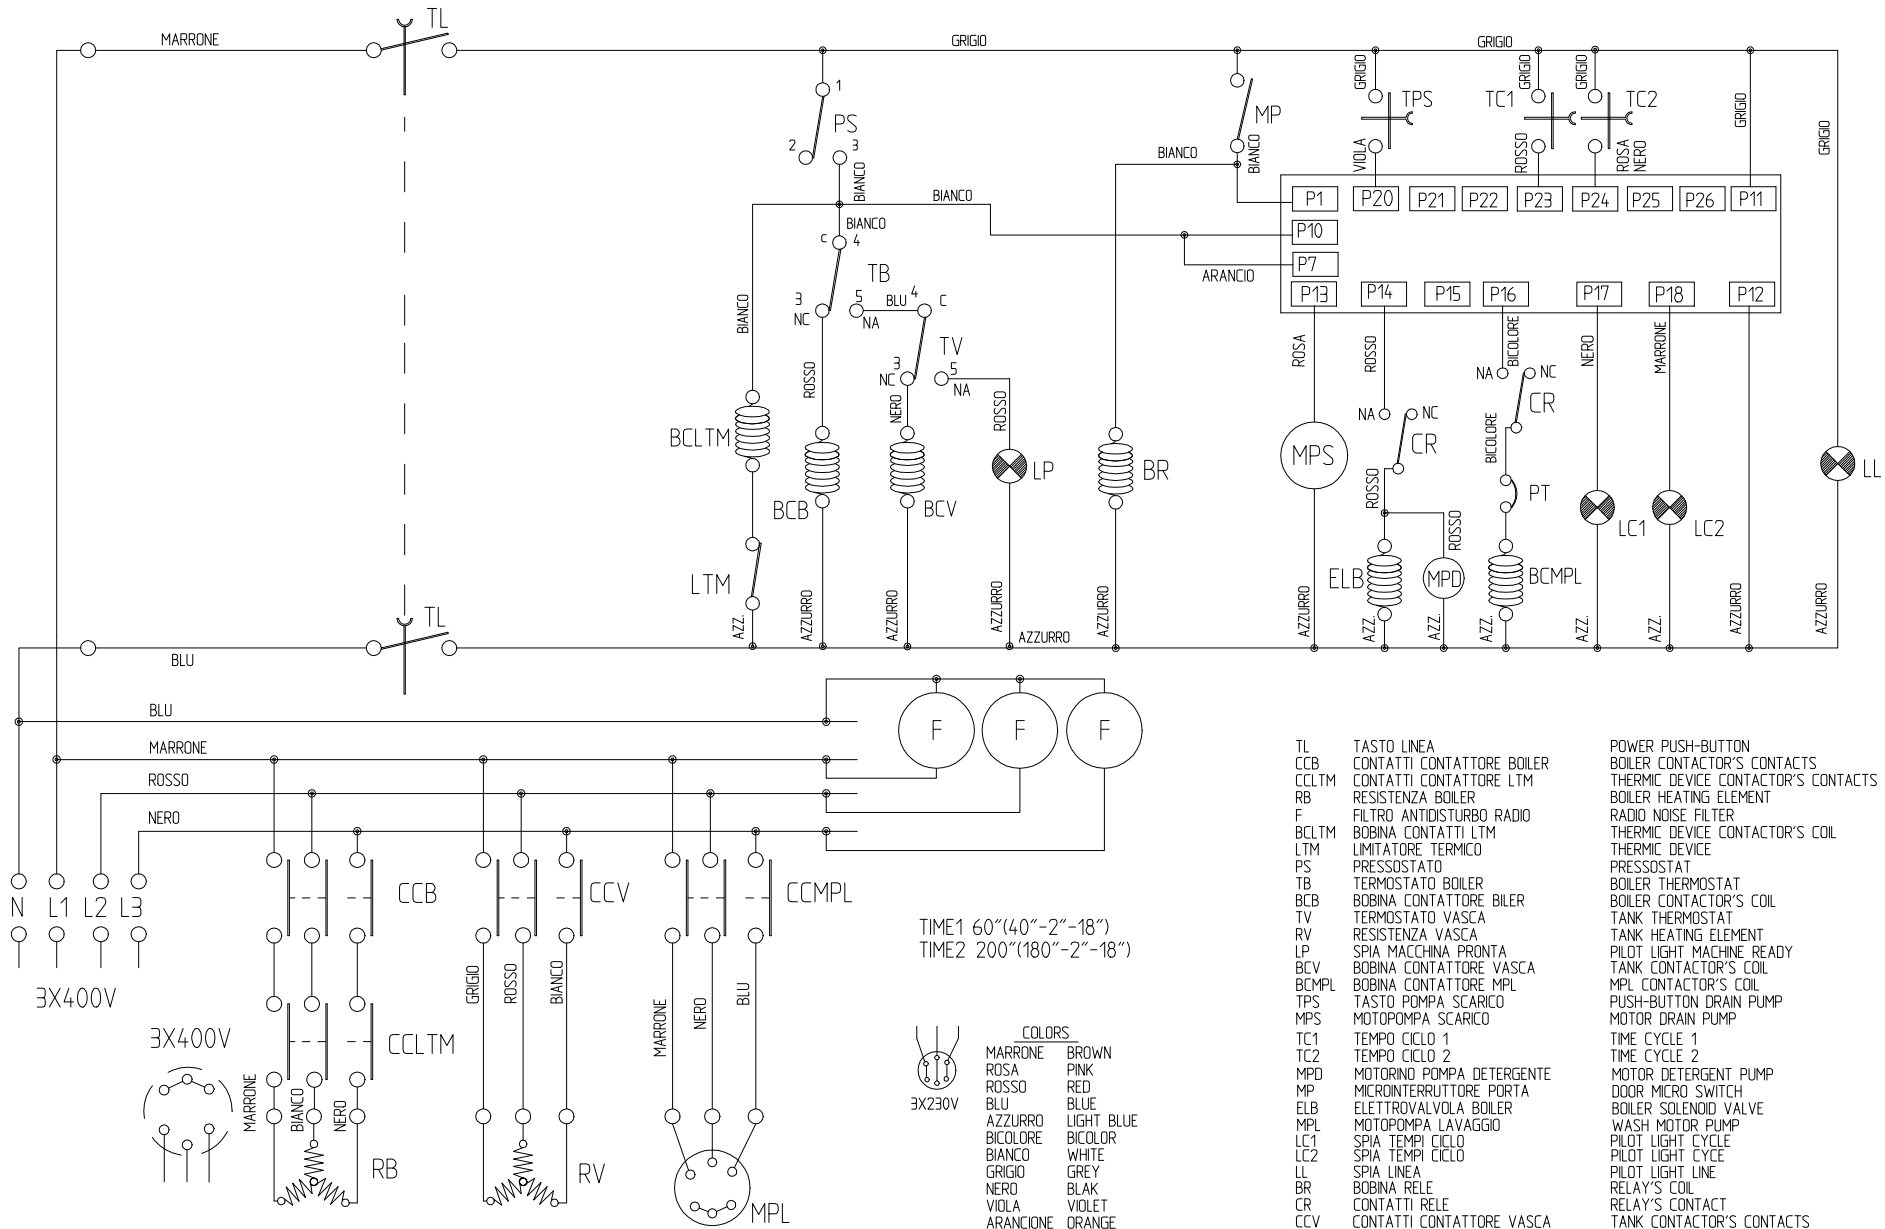 TL
MARRONE
GRIGIO
GRIGIO
GRIGIO
GRIGIO
GRIGIO
GRIGIO
GRIGIO
1
PS
2
3
MP
TPS
TC1
TC2
BIANCO
BIANCO
BIANCO
VIOLA
ROSSO
ROSA
NERO
BIANCO
BIANCO
P1
P20
P21
P22
P23
P24
P25
P26
P11
P10
P7
P13
P14
P15
P16
P17
P18
P12
C
4
TB
ARANCIO
3
NC
5
NA
BLU
4
C
BIANCO
TV
3
NC
5
NA
ROSSO
NERO
ROSSO
ROSA
ROSSO
BICOLORE
NERO
MARRONE
NA
NC
CR
NA
NC
CR
BICOLORE
BCLTM
BCB
BCV
LP
BR
MPS
ROSSO
ROSSO
PT
LC1
LC2
LL
LTM
ELB
MPD
BCMPL
AZZ.
AZZURRO
AZZURRO
AZZURRO
AZZURRO
AZZURRO
AZZURRO
AZZ.
AZZ.
AZZ.
AZZ.
AZZ.
AZZURRO
AZZURRO
TL
BLU
BLU
MARRONE
ROSSO
NERO
F
F
F
N
L1
L2
L3
3X400V
CCB
CCV
CCMPL
3X400V
CCLTM
MARRONE
BIANCO
NERO
RB
GRIGIO
ROSSO
BIANCO
RV
MARRONE
NERO
BLU
MPL
TIME1 60"(40"-2"-18")
TIME2 200"(180"-2"-18")
3X230V
COLORS
MARRONE BROWN
ROSA PINK
ROSSO RED
BLU BLUE
AZZURRO LIGHT BLUE
BICOLORE BICOLOR
BIANCO WHITE
GRIGIO GREY
NERO BLAK
VIOLA VIOLET
ARANCIONE ORANGE
TL TASTO LINEA POWER PUSH-BUTTON
CCB CONTATTI CONTATTORE BOILER BOILER CONTACTOR'S CONTACTS
CCLTM CONTATTI CONTATTORE LTM THERMIC DEVICE CONTACTOR'S CONTACTS
RB RESISTENZA BOILER BOILER HEATING ELEMENT
F FILTRO ANTIDISTURBO RADIO RADIO NOISE FILTER
BCLTM BOBINA CONTATTI LTM THERMIC DEVICE CONTACTOR'S COIL
LTM LIMITATORE TERMICO THERMIC DEVICE
PS PRESSOSTATO PRESSOSTAT
TB TERMOSTATO BOILER BOILER THERMOSTAT
BCB BOBINA CONTATTORE BILER BOILER CONTACTOR'S COIL
TV TERMOSTATO VASCA TANK THERMOSTAT
RV RESISTENZA VASCA TANK HEATING ELEMENT
LP SPIA MACCHINA PRONTA PILOT LIGHT MACHINE READY
BCV BOBINA CONTATTORE VASCA TANK CONTACTOR'S COIL
BCMPL BOBINA CONTATTORE MPL MPL CONTACTOR'S COIL
TPS TASTO POMPA SCARICO PUSH-BUTTON DRAIN PUMP
MPS MOTOPOMPA SCARICO MOTOR DRAIN PUMP
TC1 TEMPO CICLO 1 TIME CYCLE 1
TC2 TEMPO CICLO 2 TIME CYCLE 2
MPD MOTORINO POMPA DETERGENTE MOTOR DETERGENT PUMP
MP MICROINTERRUTTORE PORTA DOOR MICRO SWITCH
ELB ELETTROVALVOLA BOILER BOILER SOLENOID VALVE
MPL MOTOPOMPA LAVAGGIO WASH MOTOR PUMP
LC1 SPIA TEMPI CICLO PILOT LIGHT CYCLE
LC2 SPIA TEMPI CICLO PILOT LIGHT CYCE
LL SPIA LINEA PILOT LIGHT LINE
BR BOBINA RELE RELAY'S COIL
CR CONTATTI RELE RELAY'S CONTACT
CCV CONTATTI CONTATTORE VASCA TANK CONTACTOR'S CONTACTS